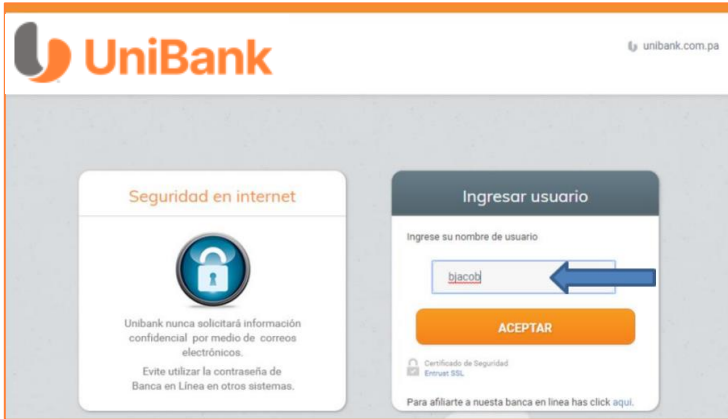 UniBank
unibank.com.pa
Seguridad en internet
Unibank nunca solicitará información
confidencial por medio de correos
electrónicos.
Evite utilizar la contraseña de
Banca en Línea en otros sistemas.
Ingresar usuario
Ingrese su nombre de usuario
bjacob
ACEPTAR
Certificado de Seguridad
Entrust SSL
Para afiliarte a nuesta banca en linea has click aquí.